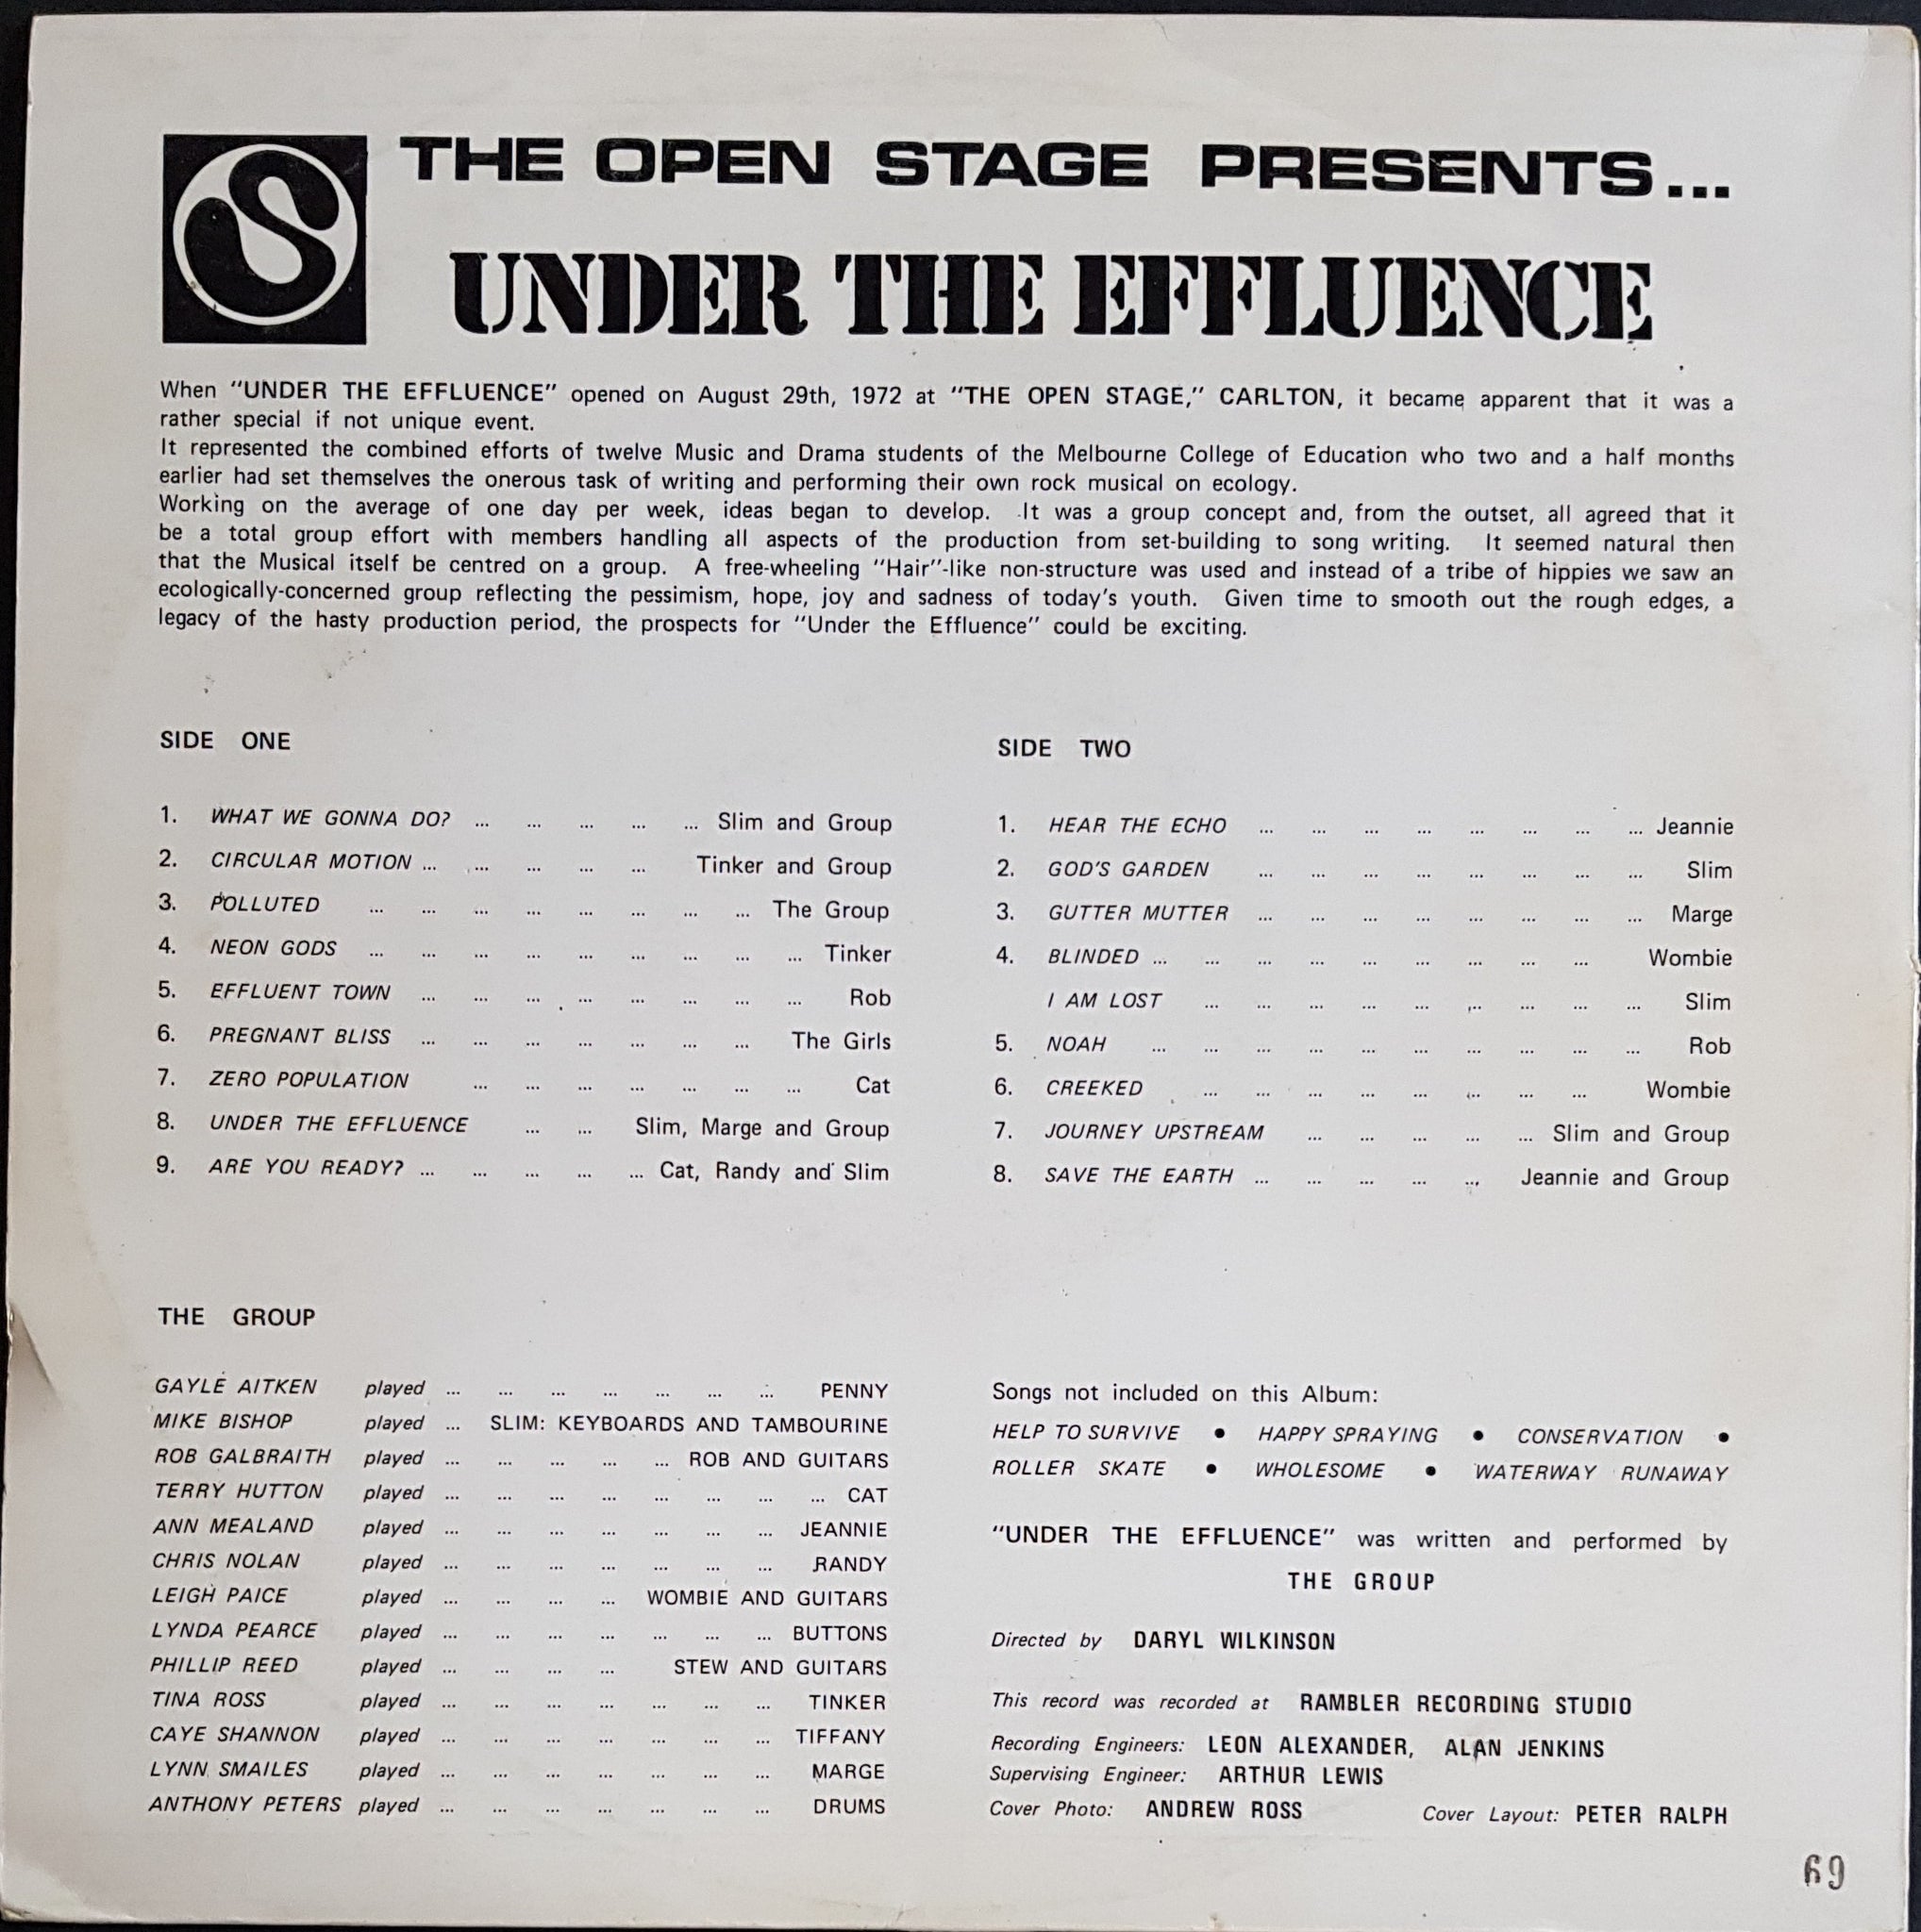 S
THE OPEN STAGE PRESENTS...
UNDER THE EFFLUENCE
When "UNDER THE EFFLUENCE" opened on August 29th, 1972 at "THE OPEN STAGE," CARLTON, it became apparent that it was a
rather special if not unique event.
It represented the combined efforts of twelve Music and Drama students of the Melbourne College of Education who two and a half months
earlier had set themselves the onerous task of writing and performing their own rock musical on ecology.
Working on the average of one day per week, ideas began to develop. It was a group concept and, from the outset, all agreed that it
be a total group effort with members handling all aspects of the production from set-building to song writing. It seemed natural then
that the Musical itself be centred on a group. A free-wheeling "Hair"-like non-structure was used and instead of a tribe of hippies we saw an
ecologically-concerned group reflecting the pessimism, hope, joy and sadness of today's youth. Given time to smooth out the rough edges, a
legacy of the hasty production period, the prospects for "Under the Effluence" could be exciting.
SIDE ONE
1. WHAT WE GONNA DO? ... ... ... ... ... Slim and Group
2. CIRCULAR MOTION ... ... ... ... ... Tinker and Group
3. POLLUTED ... ... ... ... ... ... ... ... The Group
4. NEON GODS ... ... ... ... ... ... ... ... ... Tinker
5. EFFLUENT TOWN ... ... ... ... ... ... ... ... Rob
6. PREGNANT BLISS ... ... ... ... ... ... ... The Girls
7. ZERO POPULATION ... ... ... ... ... ... ... Cat
8. UNDER THE EFFLUENCE ... ... Slim, Marge and Group
9. ARE YOU READY? ... ... ... ... ... Cat, Randy and Slim
SIDE TWO
1. HEAR THE ECHO ... ... ... ... ... ... ... ... Jeannie
2. GOD'S GARDEN ... ... ... ... ... ... ... ... Slim
3. GUTTER MUTTER ... ... ... ... ... ... ... ... Marge
4. BLINDED ... ... ... ... ... ... ... ... ... Wombie
I AM LOST ... ... ... ... ... ... ... ... ... Slim
5. NOAH ... ... ... ... ... ... ... ... ... ... Rob
6. CREEKED ... ... ... ... ... ... ... ... Wombie
7. JOURNEY UPSTREAM ... ... ... ... ... Slim and Group
8. SAVE THE EARTH ... ... ... ... ... Jeannie and Group
THE GROUP
GAYLE AITKEN played ... ... ... ... ... ... ... PENNY
MIKE BISHOP played ... SLIM: KEYBOARDS AND TAMBOURINE
ROB GALBRAITH played ... ... ... ... ... ROB AND GUITARS
TERRY HUTTON played ... ... ... ... ... ... ... ... CAT
ANN MEALAND played ... ... ... ... ... ... ... JEANNIE
CHRIS NOLAN played ... ... ... ... ... ... ... RANDY
LEIGH PAICE played ... ... ... ... WOMBIE AND GUITARS
LYNDA PEARCE played ... ... ... ... ... ... ... BUTTONS
PHILLIP REED played ... ... ... ... STEW AND GUITARS
TINA ROSS played ... ... ... ... ... ... ... TINKER
CAYE SHANNON played ... ... ... ... ... ... ... TIFFANY
LYNN SMAILES played ... ... ... ... ... ... ... MARGE
ANTHONY PETERS played ... ... ... ... ... ... ... DRUMS
Songs not included on this Album:
HELP TO SURVIVE • HAPPY SPRAYING • CONSERVATION •
ROLLER SKATE • WHOLESOME • WATERWAY RUNAWAY
"UNDER THE EFFLUENCE" was written and performed by
THE GROUP
Directed by DARYL WILKINSON
This record was recorded at RAMBLER RECORDING STUDIO
Recording Engineers: LEON ALEXANDER, ALAN JENKINS
Supervising Engineer: ARTHUR LEWIS
Cover Photo: ANDREW ROSS Cover Layout: PETER RALPH
69